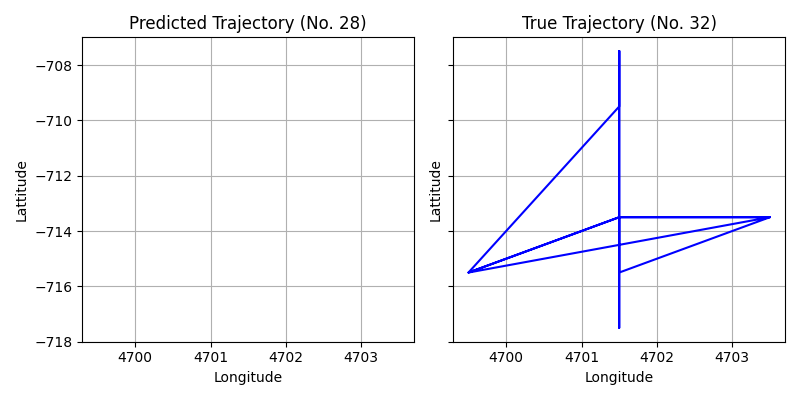 Predicted Trajectory (No. 28)
True Trajectory (No. 32)
−708
−710
−712
−714
−716
−718
Lattitude
Lattitude
4700 4701 4702 4703
4700 4701 4702 4703
Longitude
Longitude